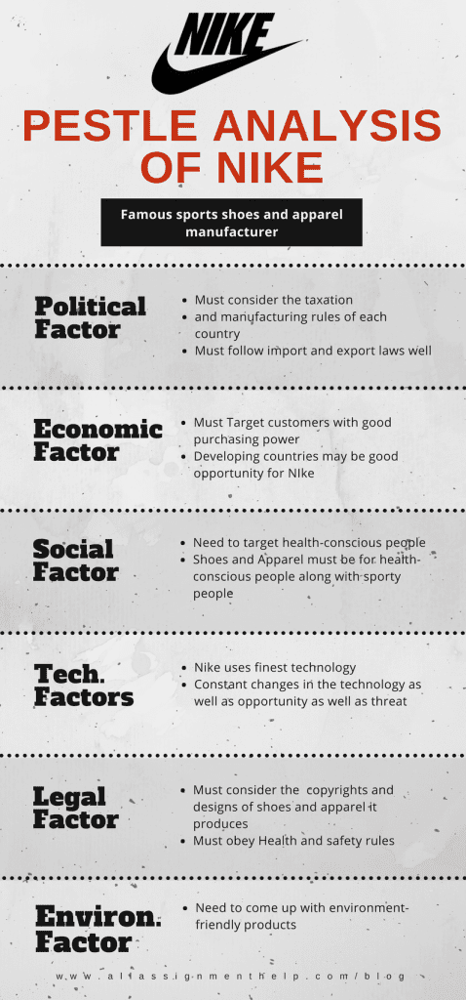 NIKE
PESTLE ANALYSIS
OF NIKE
Famous sports shoes and apparel
manufacturer
Political
Factor
Must consider the taxation
and manufacturing rules of each
country
Must follow import and export laws well
Economic
Factor
Must Target customers with good
purchasing power
Developing countries may be good
opportunity for NIke
Social
Factor
Need to target health-conscious people
Shoes and Apparel must be for health-
conscious people along with sporty
people
Tech.
Factors
Nike uses finest technology
Constant changes in the technology as
well as opportunity as well as threat
Legal
Factor
Must consider the copyrights and
designs of shoes and apparel it
produces
Must obey Health and safety rules
Environ.
Factor
Need to come up with environment-
friendly products
www.allassignmenthelp.com/blog